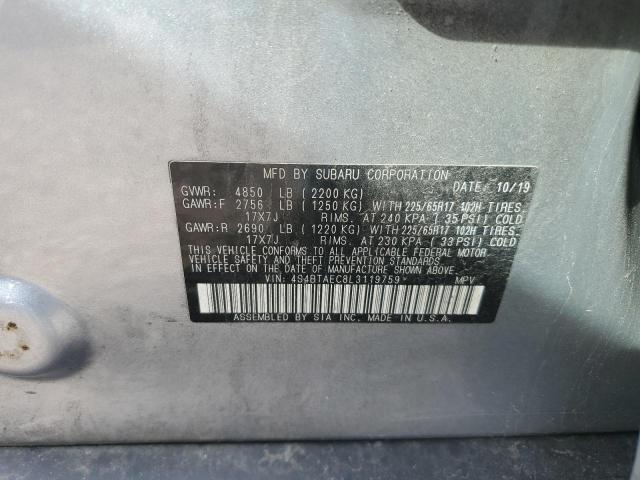 MFD BY SUBARU CORPORATION
GVWR: 4850 LB (2200 KG) DATE: 10/19
GAWR:F 2756 LB (1250 KG) WITH 225/65R17 102H TIRES,
17X7J RIMS, AT 240 KPA (35 PSI) COLD
GAWR:R 2690 LB (1220 KG) WITH 225/65R17 102H TIRES,
17X7J RIMS, AT 230 KPA (33 PSI) COLD
THIS VEHICLE CONFORMS TO ALL APPLICABLE FEDERAL MOTOR
VEHICLE SAFETY, BUMPER, AND THEFT PREVENTION STANDARDS
IN EFFECT ON THE DATE OF MANUFACTURE SHOWN ABOVE.
VIN: 4S4BTAEC8L3119759* MPV
ASSEMBLED BY SIA INC. MADE IN U.S.A.